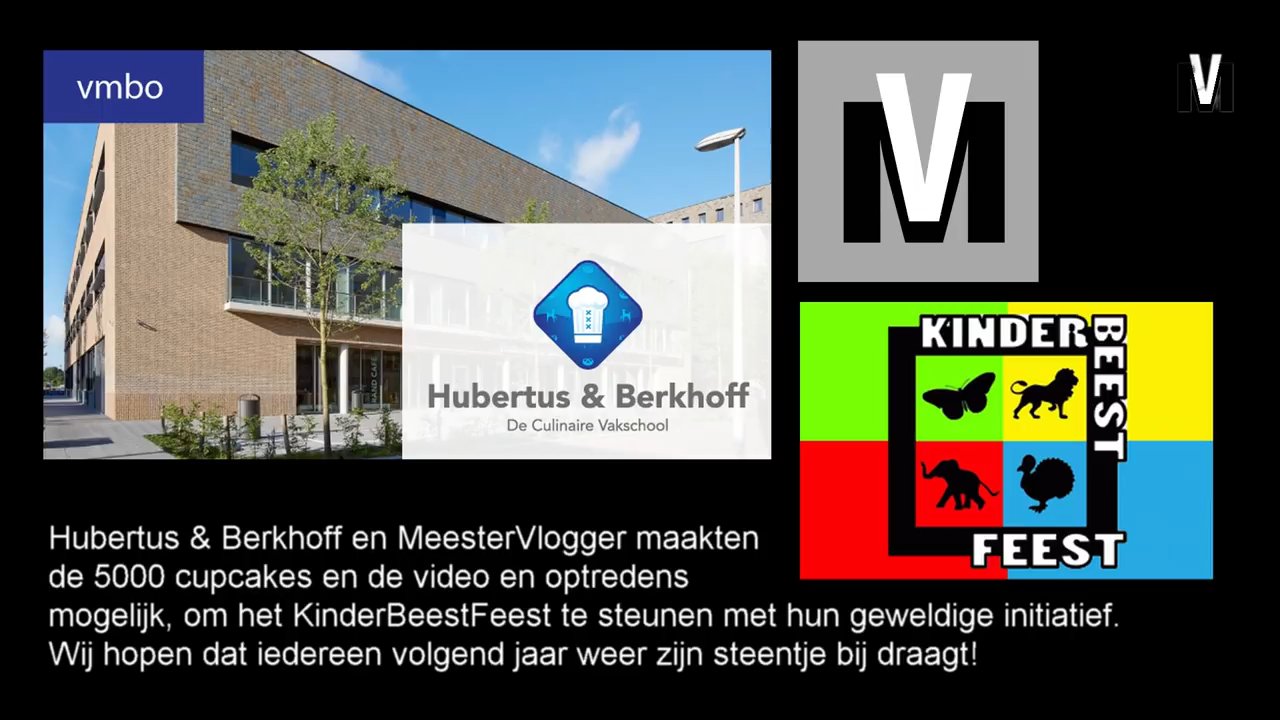 vmbo
Hubertus & Berkhoff
De Culinaire Vakschool
MV
MV
KINDER
BEEST
FEEST
Hubertus & Berkhoff en MeesterVlogger maakten
de 5000 cupcakes en de video en optredens
mogelijk, om het KinderBeestFeest te steunen met hun geweldige initiatief.
Wij hopen dat iedereen volgend jaar weer zijn steentje bij draagt!